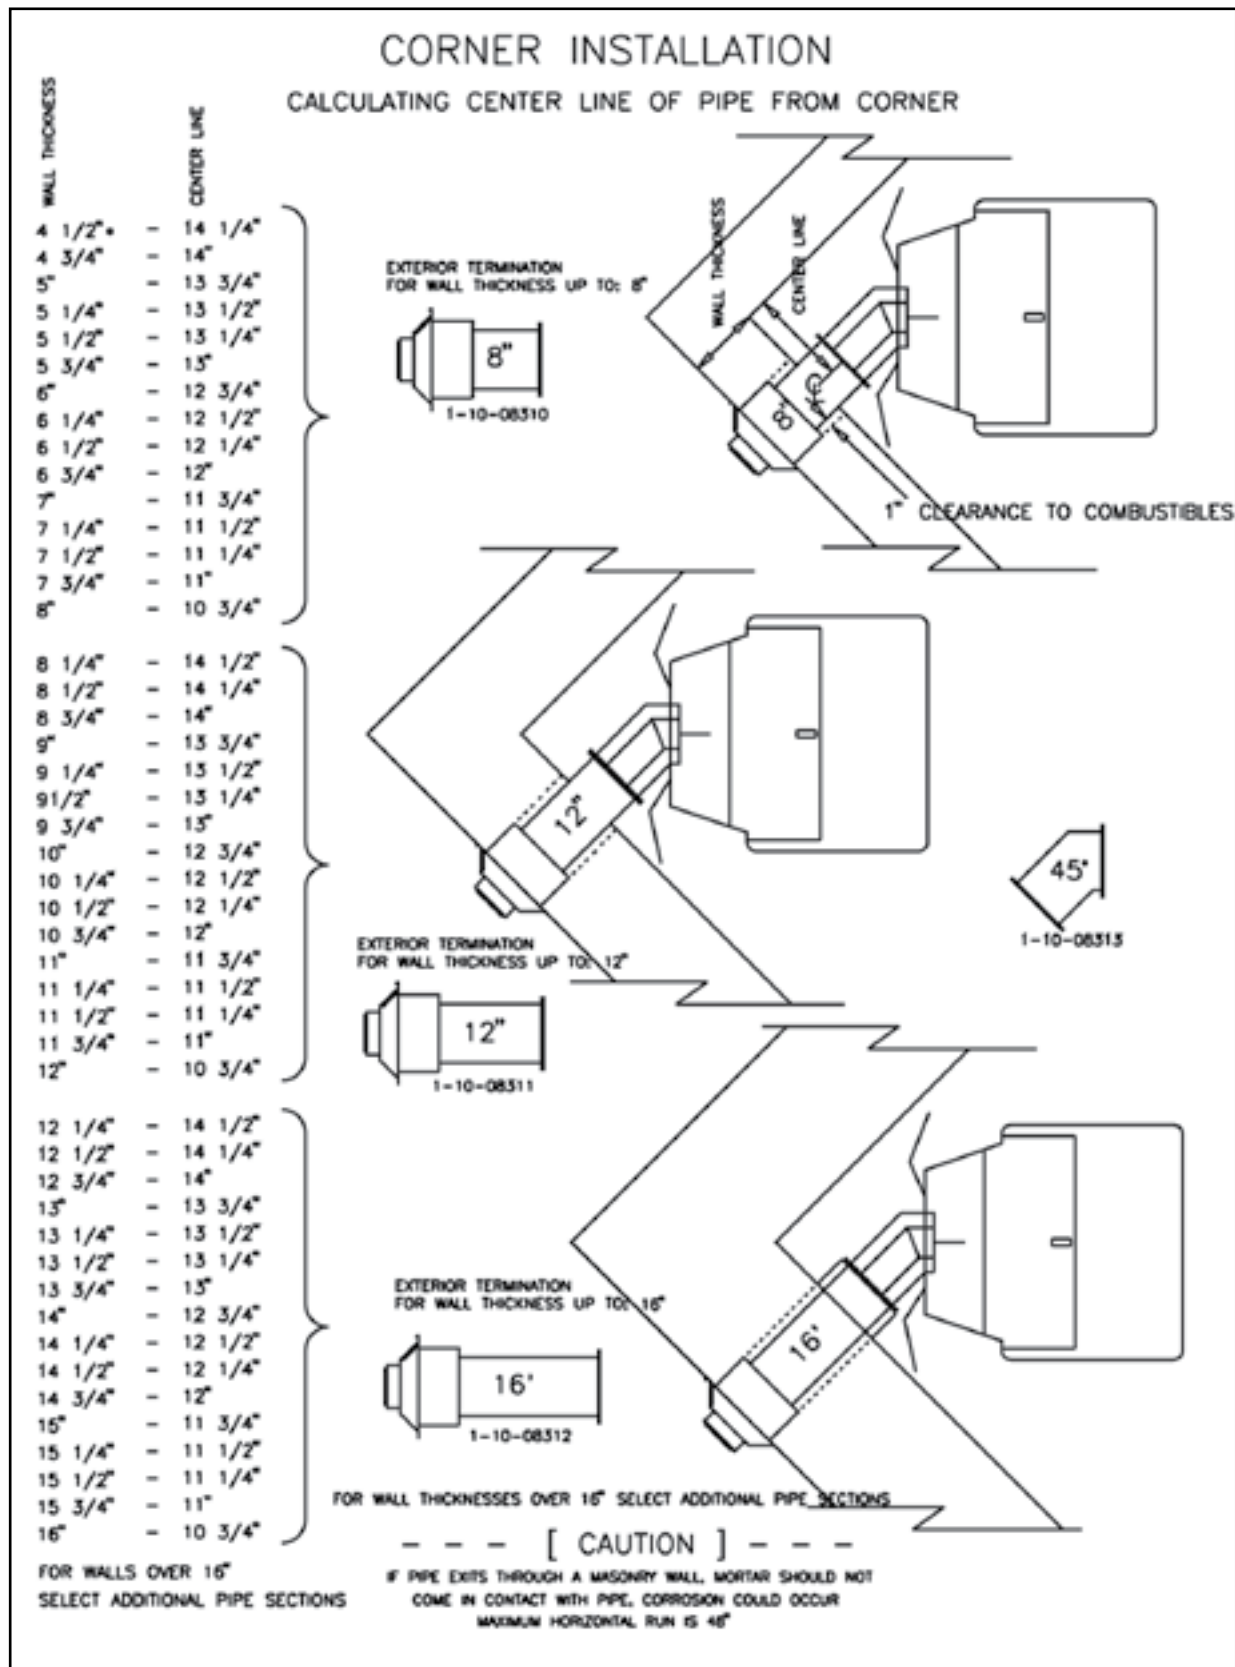 CORNER INSTALLATION
CALCULATING CENTER LINE OF PIPE FROM CORNER
WALL THICKNESS
CENTER LINE
4 1/2"* - 14 1/4"
4 3/4" - 14"
5" - 13 3/4"
5 1/4" - 13 1/2"
5 1/2" - 13 1/4"
5 3/4" - 13"
6" - 12 3/4"
6 1/4" - 12 1/2"
6 1/2" - 12 1/4"
6 3/4" - 12"
7" - 11 3/4"
7 1/4" - 11 1/2"
7 1/2" - 11 1/4"
7 3/4" - 11"
8" - 10 3/4"
EXTERIOR TERMINATION
FOR WALL THICKNESS UP TO: 8"
8"
1-10-08310
WALL THICKNESS
CENTER LINE
8"
1" CLEARANCE TO COMBUSTIBLES
8 1/4" - 14 1/2"
8 1/2" - 14 1/4"
8 3/4" - 14"
9" - 13 3/4"
9 1/4" - 13 1/2"
91/2" - 13 1/4"
9 3/4" - 13"
10" - 12 3/4"
10 1/4" - 12 1/2"
10 1/2" - 12 1/4"
10 3/4" - 12"
11" - 11 3/4"
11 1/4" - 11 1/2"
11 1/2" - 11 1/4"
11 3/4" - 11"
12" - 10 3/4"
12"
45°
1-10-08313
EXTERIOR TERMINATION
FOR WALL THICKNESS UP TO: 12"
12"
1-10-08311
12 1/4" - 14 1/2"
12 1/2" - 14 1/4"
12 3/4" - 14"
13" - 13 3/4"
13 1/4" - 13 1/2"
13 1/2" - 13 1/4"
13 3/4" - 13"
14" - 12 3/4"
14 1/4" - 12 1/2"
14 1/2" - 12 1/4"
14 3/4" - 12"
15" - 11 3/4"
15 1/4" - 11 1/2"
15 1/2" - 11 1/4"
15 3/4" - 11"
16" - 10 3/4"
FOR WALLS OVER 16"
SELECT ADDITIONAL PIPE SECTIONS
EXTERIOR TERMINATION
FOR WALL THICKNESS UP TO: 16"
16'
1-10-08312
16'
FOR WALL THICKNESSES OVER 16" SELECT ADDITIONAL PIPE SECTIONS
- - - [ CAUTION ] - - -
IF PIPE EXITS THROUGH A MASONRY WALL, MORTAR SHOULD NOT
COME IN CONTACT WITH PIPE, CORROSION COULD OCCUR
MAXIMUM HORIZONTAL RUN IS 48"